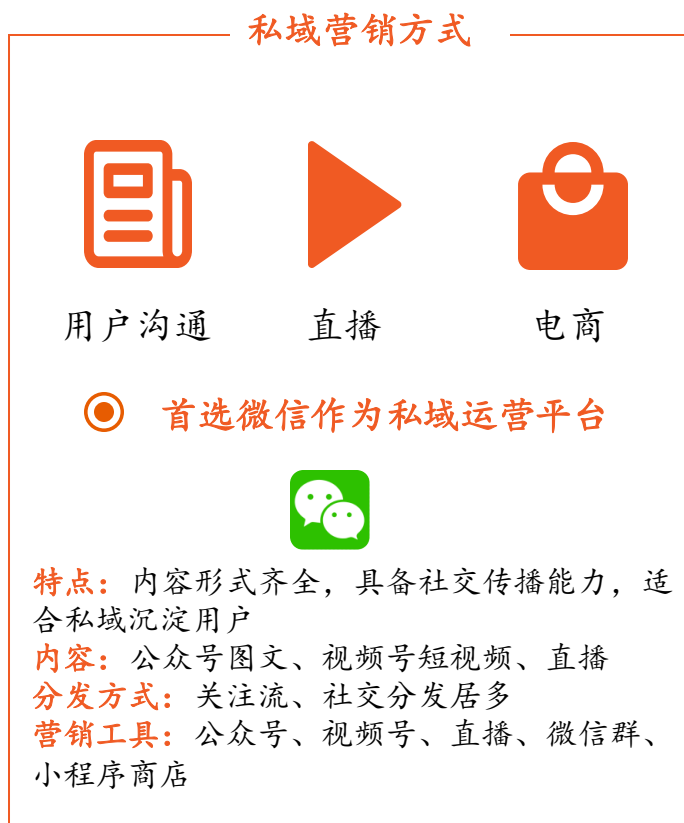 私域营销方式
用户沟通
直播
电商
首选微信作为私域运营平台
特点：内容形式齐全，具备社交传播能力，适
合私域沉淀用户
内容：公众号图文、视频号短视频、直播
分发方式：关注流、社交分发居多
营销工具：公众号、视频号、直播、微信群、
小程序商店